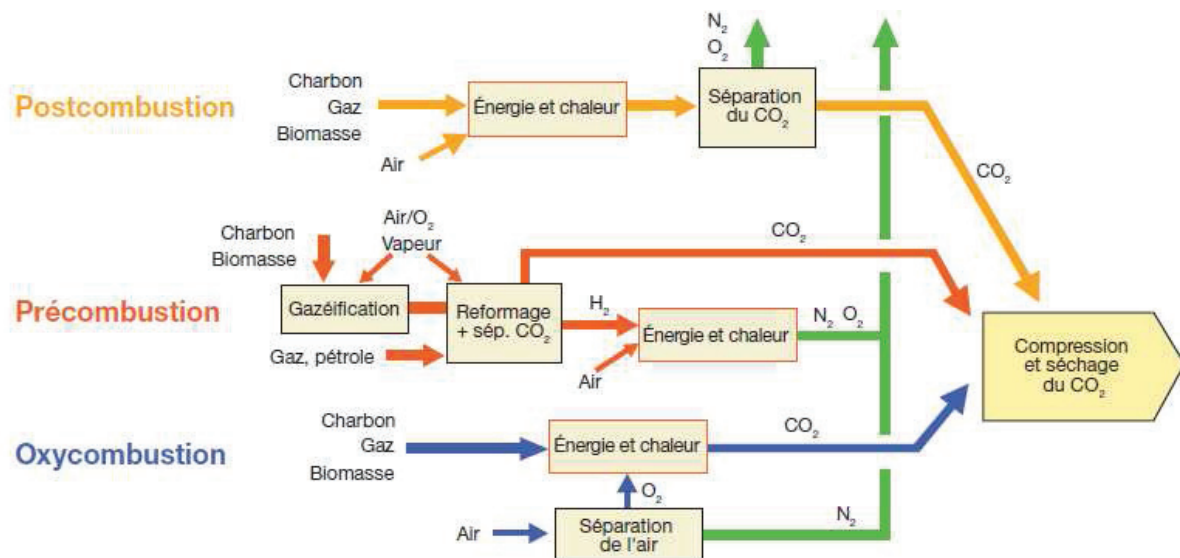 N₂
O₂
Charbon
Gaz
Biomasse
Postcombustion
Énergie et chaleur
Séparation
du CO₂
Air
CO₂
Charbon
Biomasse
Air/O₂
Vapeur
CO₂
Précombustion
Gazéification
Reformage
+ sép. CO₂
H₂
Énergie et chaleur
N₂ O₂
Gaz, pétrole
Air
Compression
et séchage
du CO₂
Charbon
Gaz
Biomasse
Oxycombustion
Énergie et chaleur
CO₂
O₂
Air
Séparation
de l'air
N₂